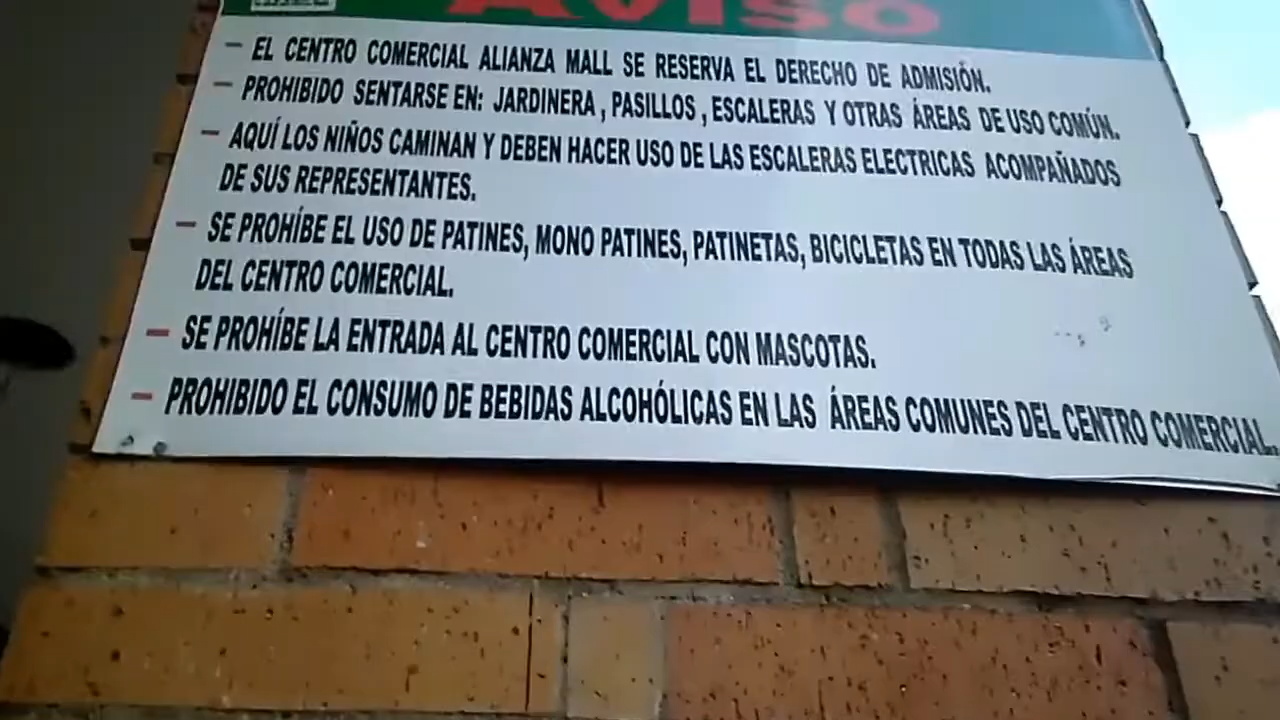 AVISO
- EL CENTRO COMERCIAL ALIANZA MALL SE RESERVA EL DERECHO DE ADMISIÓN.
- PROHIBIDO SENTARSE EN: JARDINERA, PASILLOS, ESCALERAS Y OTRAS ÁREAS DE USO COMÚN.
- AQUÍ LOS NIÑOS CAMINAN Y DEBEN HACER USO DE LAS ESCALERAS ELECTRICAS ACOMPAÑADOS
DE SUS REPRESENTANTES.
- SE PROHÍBE EL USO DE PATINES, MONO PATINES, PATINETAS, BICICLETAS EN TODAS LAS ÁREAS
DEL CENTRO COMERCIAL.
- SE PROHÍBE LA ENTRADA AL CENTRO COMERCIAL CON MASCOTAS.
- PROHIBIDO EL CONSUMO DE BEBIDAS ALCOHÓLICAS EN LAS ÁREAS COMUNES DEL CENTRO COMERCIAL.